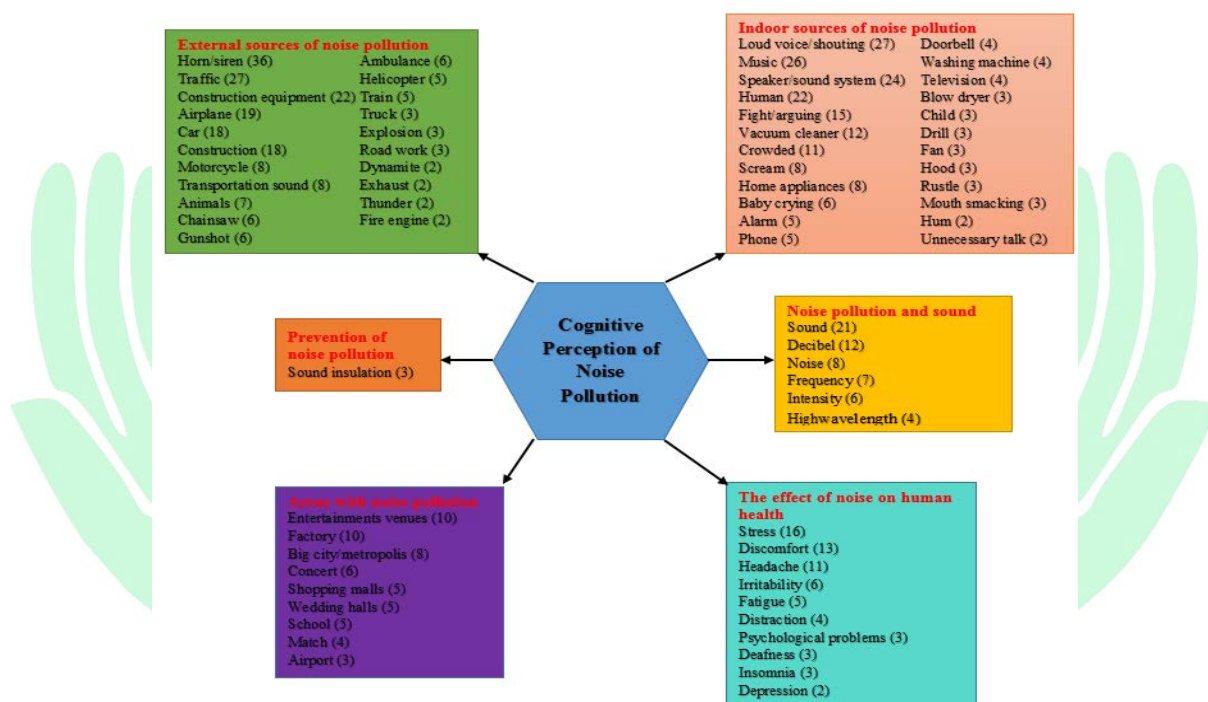 External sources of noise pollution
Horn/siren (36)
Traffic (27)
Construction equipment (22)
Airplane (19)
Car (18)
Construction (18)
Motorcycle (8)
Transportation sound (8)
Animals (7)
Chainsaw (6)
Gunshot (6)
Ambulance (6)
Helicopter (5)
Train (5)
Truck (3)
Explosion (3)
Road work (3)
Dynamite (2)
Exhaust (2)
Thunder (2)
Fire engine (2)
Indoor sources of noise pollution
Loud voice/shouting (27)
Music (26)
Speaker/sound system (24)
Human (22)
Fight/arguing (15)
Vacuum cleaner (12)
Crowded (11)
Scream (8)
Home appliances (8)
Baby crying (6)
Alarm (5)
Phone (5)
Doorbell (4)
Washing machine (4)
Television (4)
Blow dryer (3)
Child (3)
Drill (3)
Fan (3)
Hood (3)
Rustle (3)
Mouth smacking (3)
Hum (2)
Unnecessary talk (2)
Cognitive
Perception of
Noise
Pollution
Prevention of
noise pollution
Sound insulation (3)
Noise pollution and sound
Sound (21)
Decibel (12)
Noise (8)
Frequency (7)
Intensity (6)
Highwavelength (4)
Areas with noise pollution
Entertainments venues (10)
Factory (10)
Big city/metropolis (8)
Concert (6)
Shopping malls (5)
Wedding halls (5)
School (5)
Match (4)
Airport (3)
The effect of noise on human
health
Stress (16)
Discomfort (13)
Headache (11)
Irritability (6)
Fatigue (5)
Distraction (4)
Psychological problems (3)
Deafness (3)
Insomnia (3)
Depression (2)